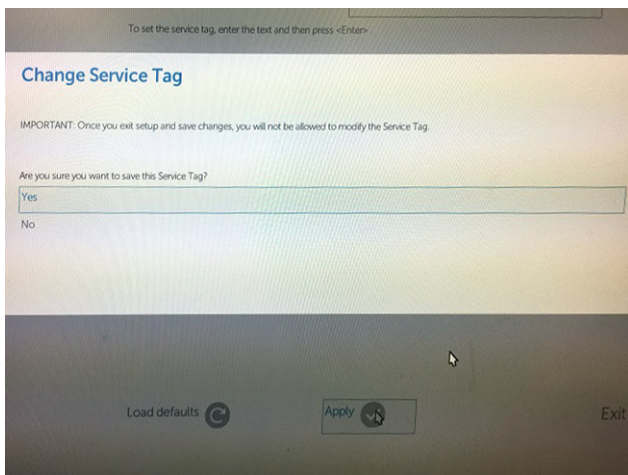 To set the service tag, enter the text and then press <Enter>
Change Service Tag
IMPORTANT: Once you exit setup and save changes, you will not be allowed to modify the Service Tag.
Are you sure you want to save this Service Tag?
Yes
No
Load defaults
Apply
Exit